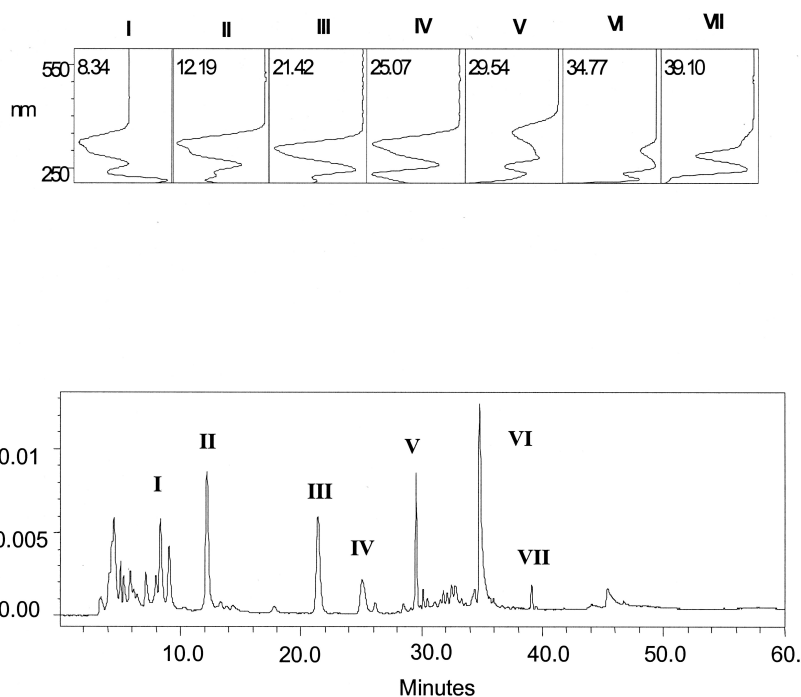 I II III IV V VI VII
550 8.34 12.19 21.42 25.07 29.54 34.77 39.10
nm
250
II V VI
0.01
I III
0.005 IV VII
0.00
10.0 20.0 30.0 40.0 50.0 60.
Minutes